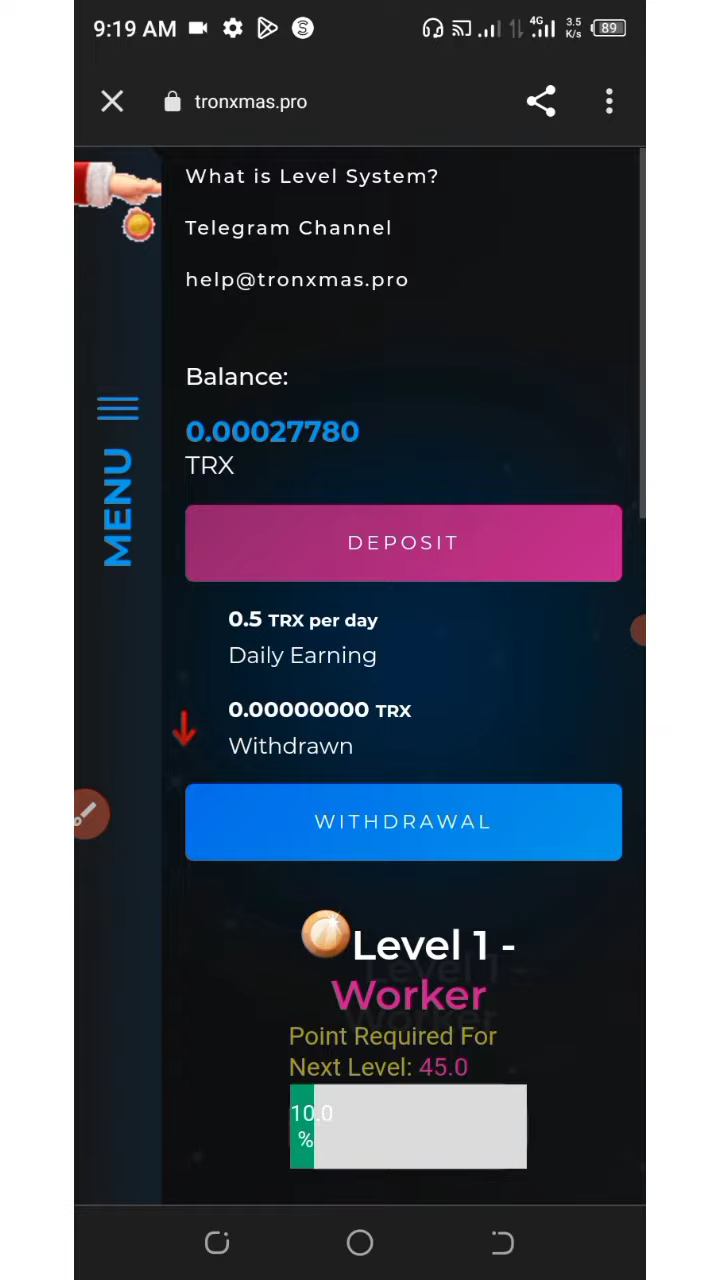 9:19 AM
4G
3.5
K/s
89
tronxmas.pro
What is Level System?
Telegram Channel
help@tronxmas.pro
Balance:
0.00027780
TRX
MENU
DEPOSIT
0.5 TRX per day
Daily Earning
0.00000000 TRX
Withdrawn
WITHDRAWAL
Level 1 -
Worker
Point Required For
Next Level: 45.0
10.0
%